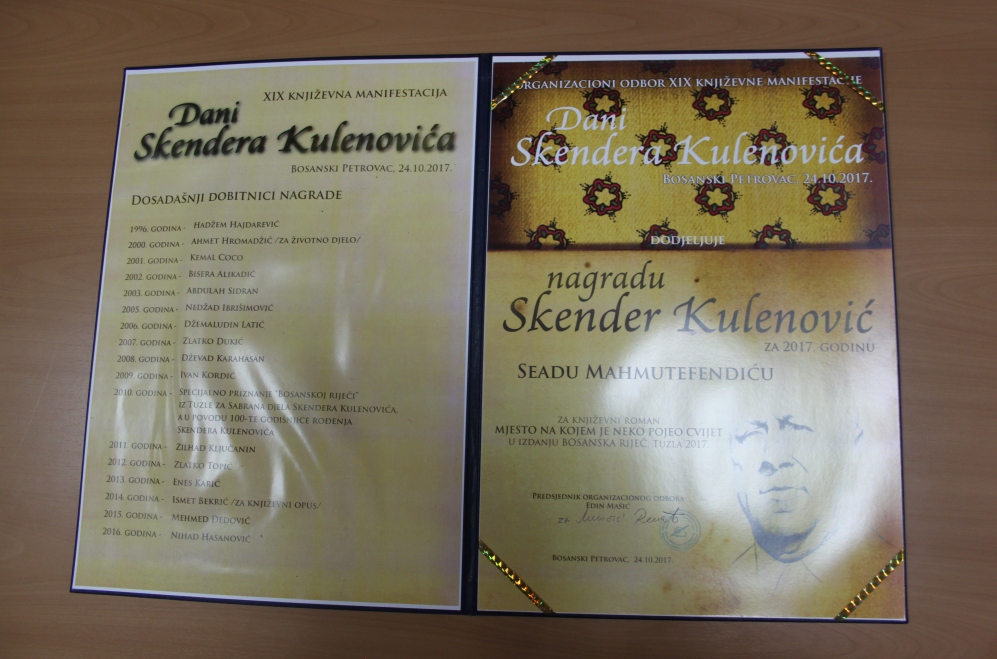 XIX KNJIŽEVNA MANIFESTACIJA
Dani
Skendera Kulenovića
BOSANSKI PETROVAC, 24.10.2017.
DOSADAŠNJI DOBITNICI NAGRADE
1996. GODINA - HADŽEM HAJDAREVIĆ
2000. GODINA - AHMET HROMADŽIĆ /ZA ŽIVOTNO DJELO/
2001. GODINA - KEMAL COCO
2002. GODINA - BISERA ALIKADIĆ
2003. GODINA - ABDULAH SIDRAN
2005. GODINA - NEDŽAD IBRIŠIMOVIĆ
2006. GODINA - DŽEMALUDIN LATIĆ
2007. GODINA - ZLATKO DUKIĆ
2008. GODINA - DŽEVAD KARAHASAN
2009. GODINA - IVAN KORDIĆ
2010. GODINA - SPECIJALNO PRIZNANJE "BOSANSKOJ RIJEČI"
IZ TUZLE ZA SABRANA DJELA SKENDERA KULENOVIĆA,
A U POVODU 100-TE GODIŠNJICE ROĐENJA
SKENDERA KULENOVIĆA
2011. GODINA - ZILHAD KLJUČANIN
2012. GODINA - ZLATKO TOPIĆ
2013. GODINA - ENES KARIĆ
2014. GODINA - ISMET BEKRIĆ /ZA KNJIŽEVNI OPUS/
2015. GODINA - MEHMED ĐEDOVIĆ
2016. GODINA - NIHAD HASANOVIĆ
ORGANIZACIONI ODBOR XIX KNJIŽEVNE MANIFESTACIJE
Dani
Skendera Kulenovića
BOSANSKI PETROVAC, 24.10.2017.
DODJELJUJE
nagradu
Skender Kulenović
ZA 2017. GODINU
SEADU MAHMUTEFENDIĆU
ZA KNJIŽEVNI ROMAN
MJESTO NA KOJEM JE NEKO POJEO CVIJET
U IZDANJU BOSANSKA RIJEČ, TUZLA 2017.
PREDSJEDNIK ORGANIZACIONOG ODBORA
EDIN MAŠIĆ
za
BOSANSKI PETROVAC, 24.10.2017.